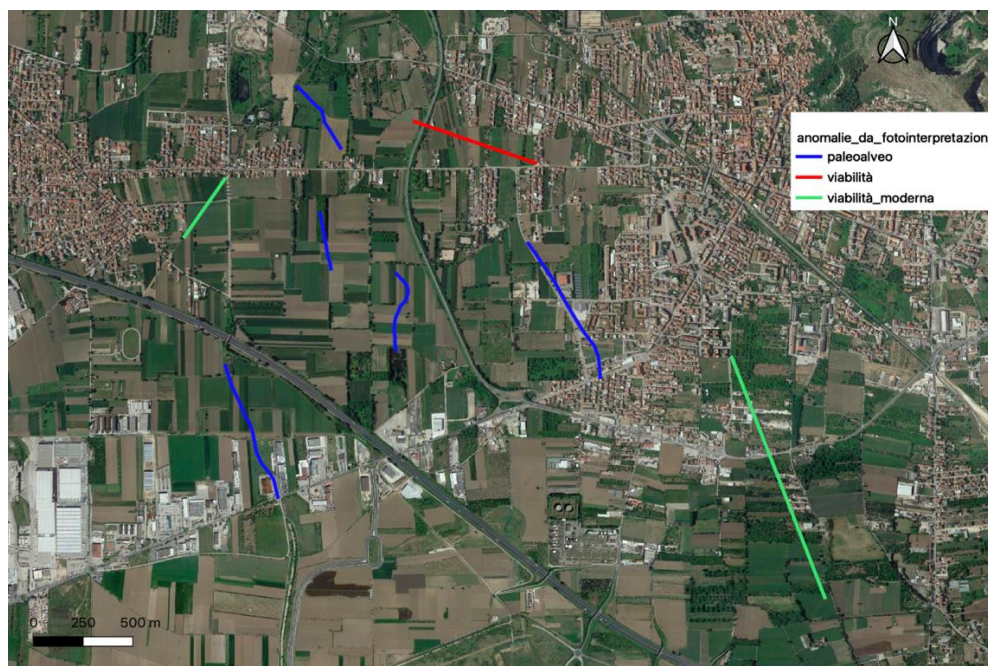 N
anomalie_da_fotointerpretazion
paleoalveo
viabilità
viabilità_moderna
0 250 500 m